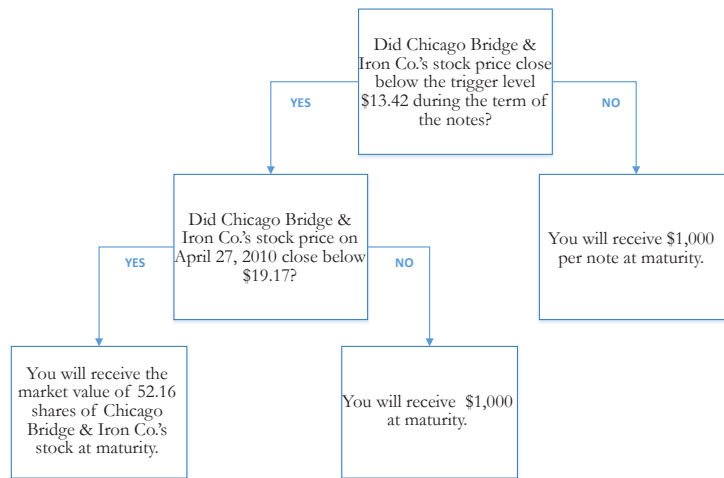 Did Chicago Bridge &
Iron Co.'s stock price close
below the trigger level
$13.42 during the term of
the notes?
YES
NO
Did Chicago Bridge &
Iron Co.'s stock price on
April 27, 2010 close below
$19.17?
You will receive $1,000
per note at maturity.
YES
NO
You will receive the
market value of 52.16
shares of Chicago
Bridge & Iron Co.'s
stock at maturity.
You will receive $1,000
at maturity.